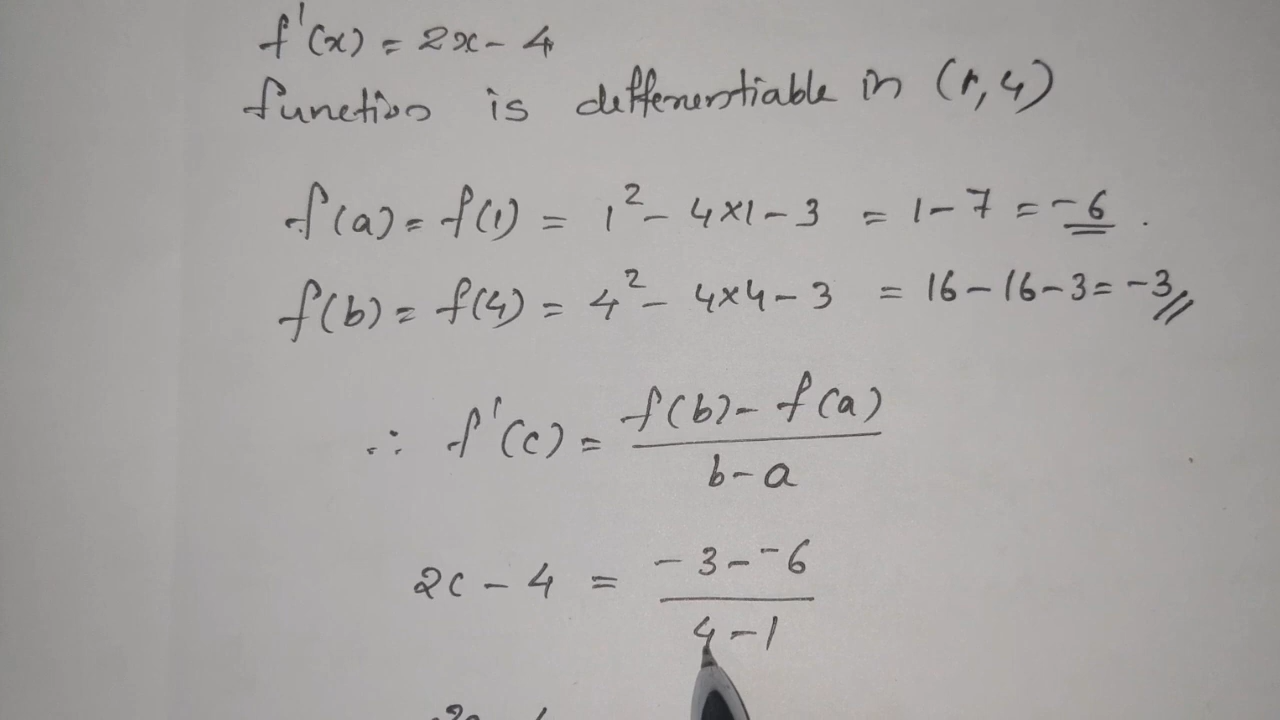 f'(x) = 2x - 4
function is differentiable in (1, 4)
f(a) = f(1) = 1² - 4×1 - 3 = 1 - 7 = -6.
f(b) = f(4) = 4² - 4×4 - 3 = 16 - 16 - 3 = -3 //
∴ f'(c) = f(b) - f(a) / b - a
2c - 4 = -3 - -6 / 4 - 1